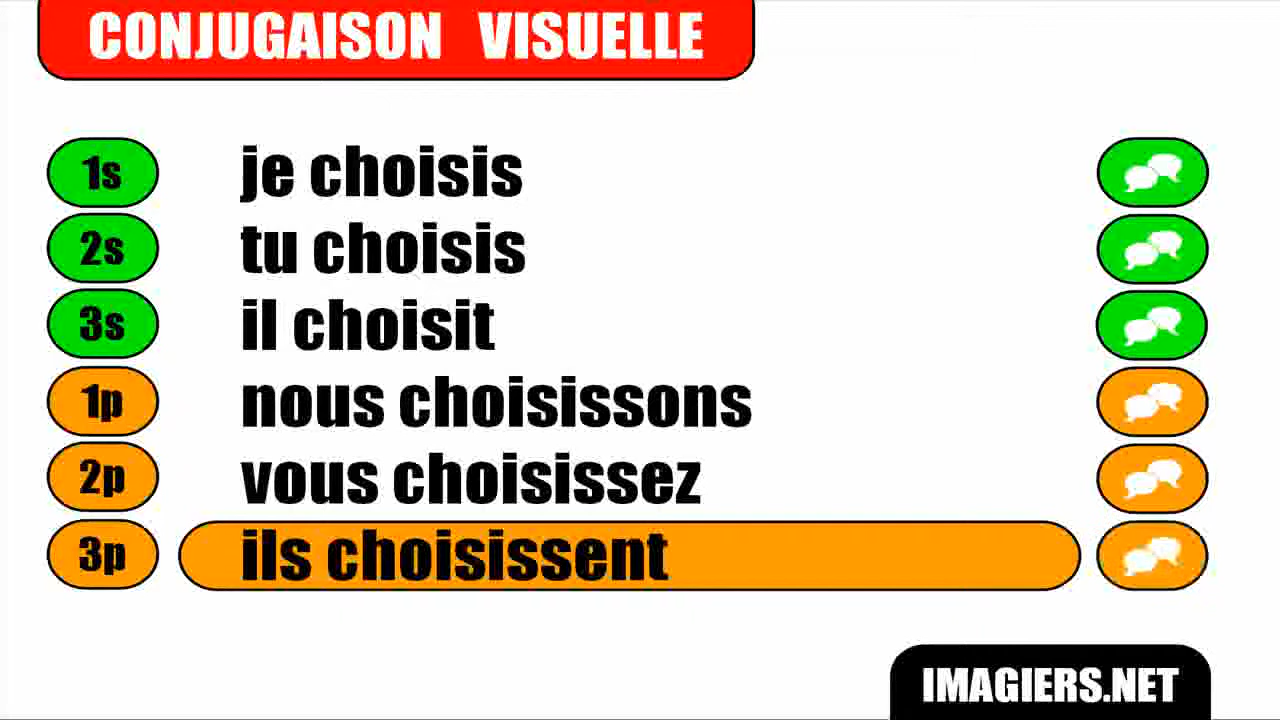 CONJUGAISON VISUELLE
1s je choisis
2s tu choisis
3s il choisit
1p nous choisissons
2p vous choisissez
3p ils choisissent
IMAGIERS.NET